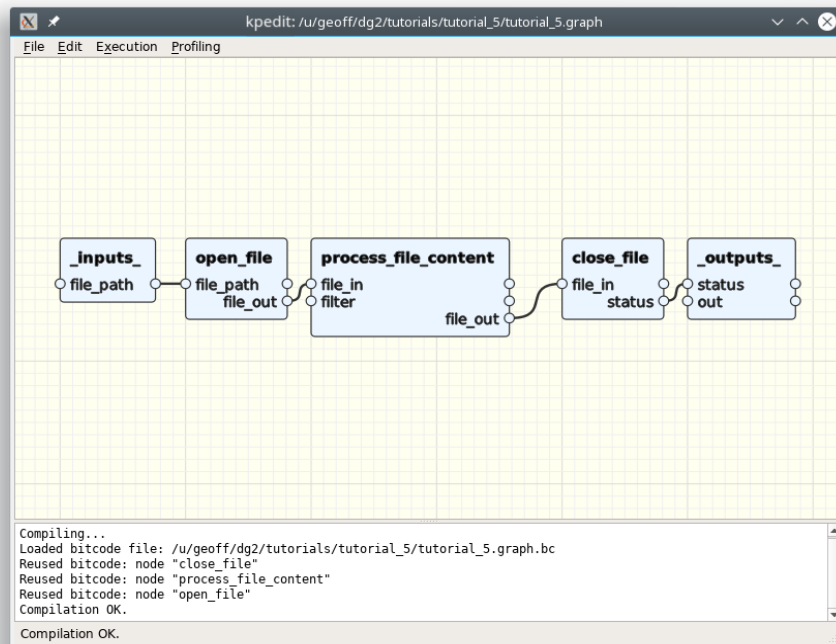 kpedit: /u/geoff/dg2/tutorials/tutorial_5/tutorial_5.graph
File Edit Execution Profiling
_inputs_
file_path
open_file
file_path
file_out
process_file_content
file_in
filter
file_out
close_file
file_in
status
_outputs_
status
out
Compiling...
Loaded bitcode file: /u/geoff/dg2/tutorials/tutorial_5/tutorial_5.graph.bc
Reused bitcode: node "close_file"
Reused bitcode: node "process_file_content"
Reused bitcode: node "open_file"
Compilation OK.
Compilation OK.